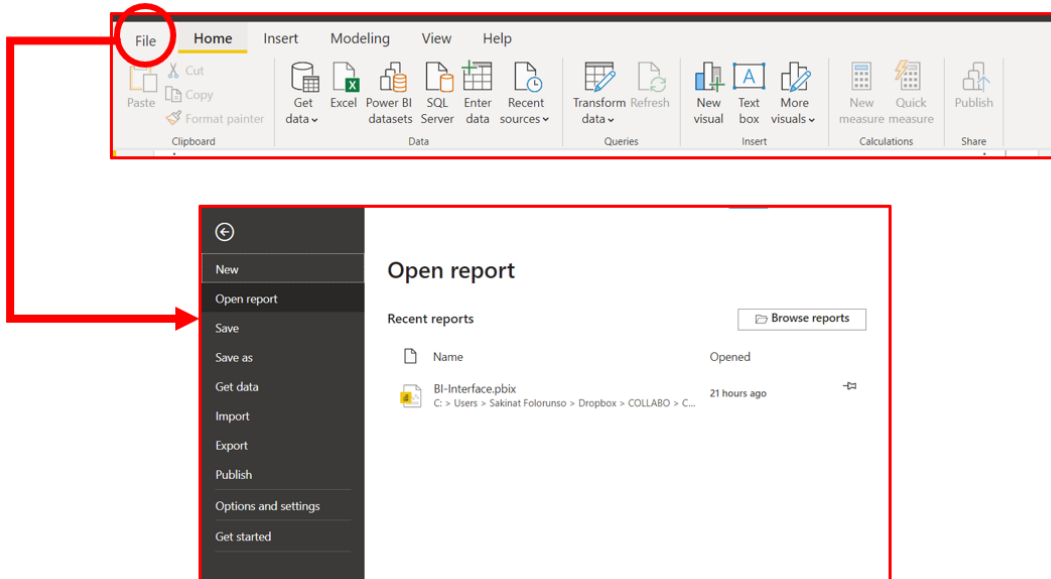 File Home Insert Modeling View Help
Cut
Copy
Format painter
Paste
Clipboard
Get data
Excel
Power BI datasets
SQL Server
Enter data
Recent sources
Data
Transform data
Refresh
Queries
New visual
Text box
More visuals
Insert
New measure
Quick measure
Calculations
Publish
Share
New
Open report
Save
Save as
Get data
Import
Export
Publish
Options and settings
Get started
Open report
Recent reports
Browse reports
Name Opened
BI-Interface.pbix
21 hours ago
C: > Users > Sakinat Folorunso > Dropbox > COLLABO > C...